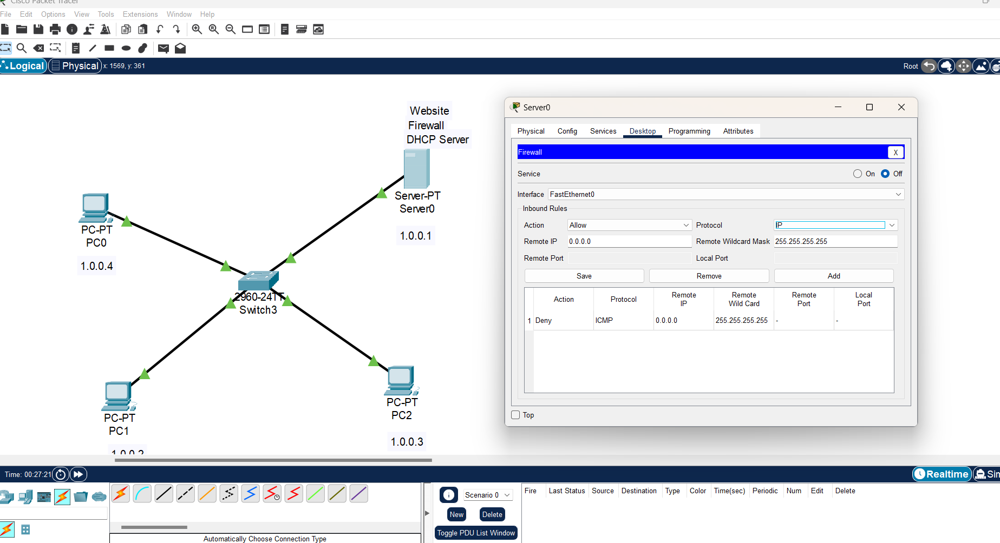 Cisco Packet Tracer
File Edit Options View Tools Extensions Window Help
Logical Physical x: 1569, y: 361 Root
Website
Firewall
DHCP Server
Server-PT
Server0
1.0.0.1
PC-PT
PC0
1.0.0.4
2960-24TT
Switch3
PC-PT
PC1
1.0.0.2
PC-PT
PC2
1.0.0.3
Server0
Physical Config Services Desktop Programming Attributes
Firewall X
Service On Off
Interface FastEthernet0
Inbound Rules
Action Allow Protocol IP
Remote IP 0.0.0.0 Remote Wildcard Mask 255.255.255.255
Remote Port Local Port
Save Remove Add
Action Protocol Remote IP Remote Wild Card Remote Port Local Port
1 Deny ICMP 0.0.0.0 255.255.255.255 - -
Top
Time: 00:27:21 Realtime Sim
Scenario 0
New Delete
Toggle PDU List Window
Fire Last Status Source Destination Type Color Time(sec) Periodic Num Edit Delete
Automatically Choose Connection Type